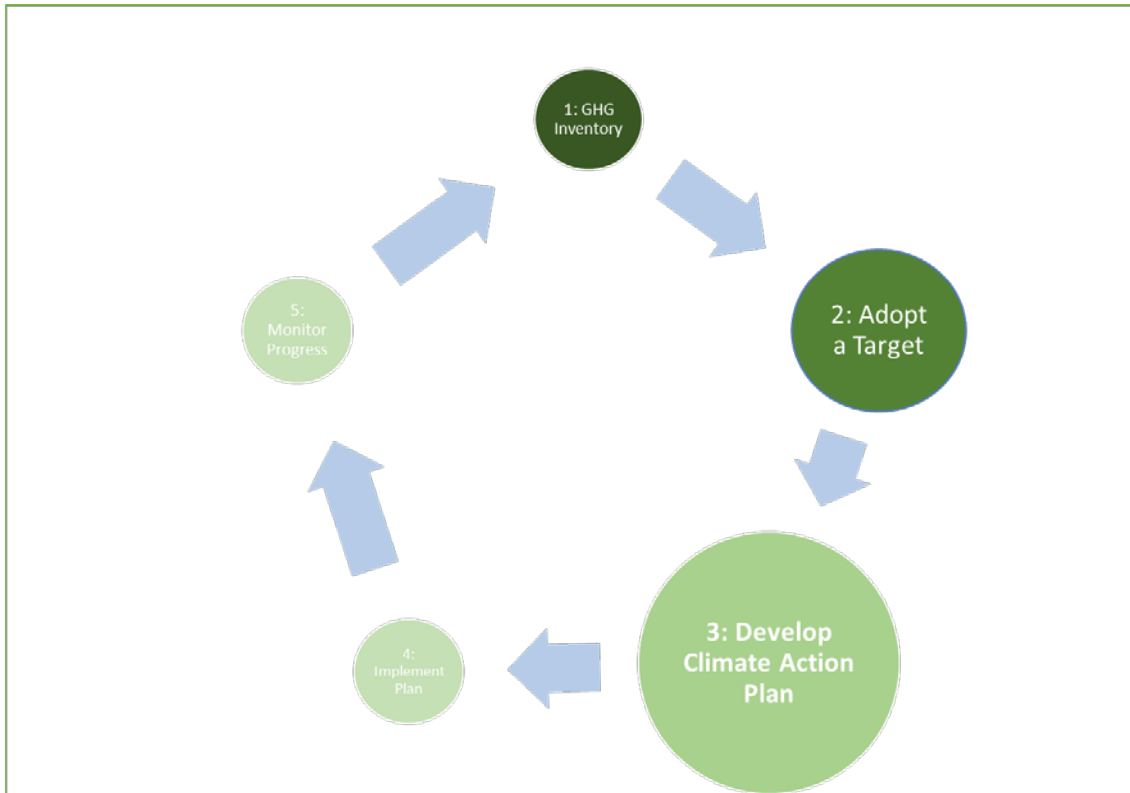 1: GHG
Inventory
2: Adopt
a Target
3: Develop
Climate Action
Plan
4:
Implement
Plan
5:
Monitor
Progress